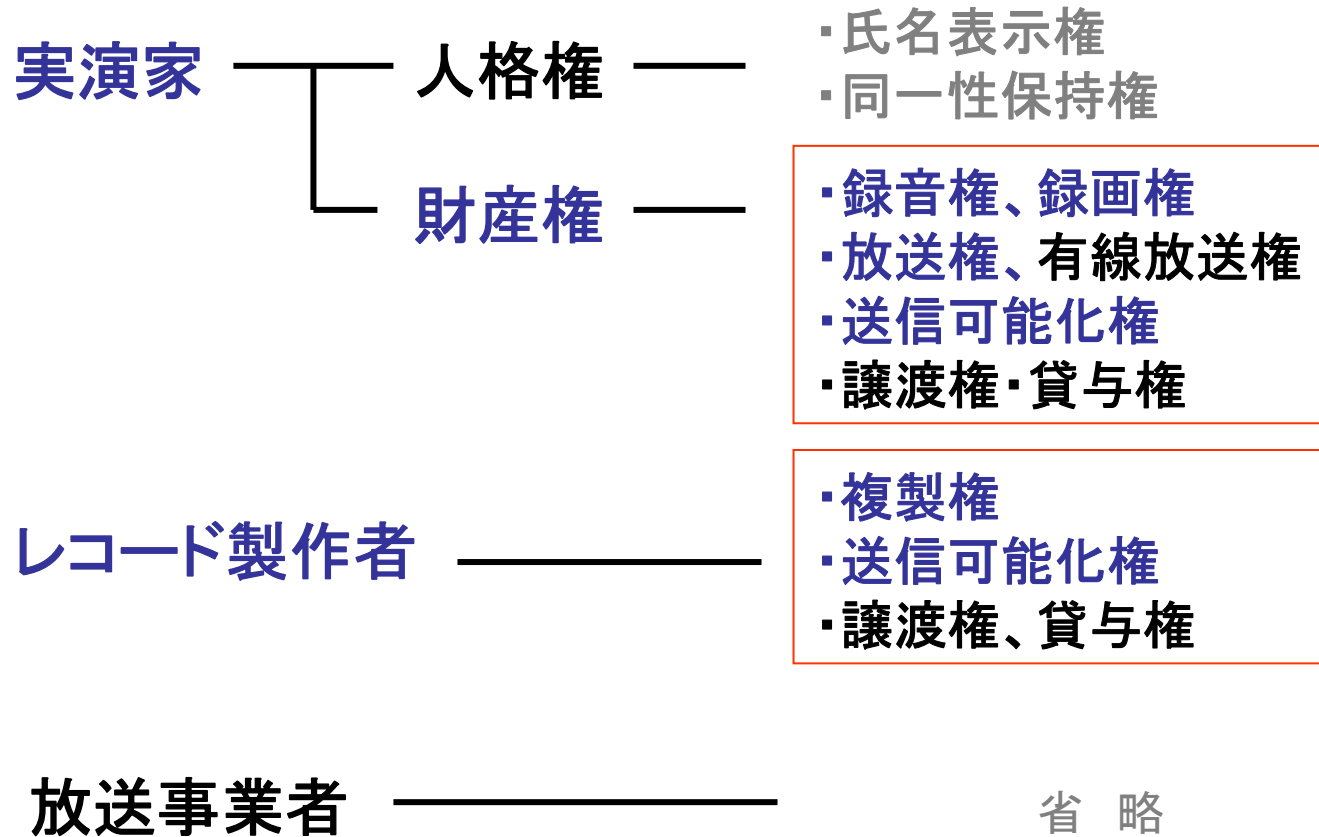 実演家
人格権
・氏名表示権
・同一性保持権
財産権
・録音権、録画権
・放送権、有線放送権
・送信可能化権
・譲渡権・貸与権
レコード製作者
・複製権
・送信可能化権
・譲渡権、貸与権
放送事業者
省 略